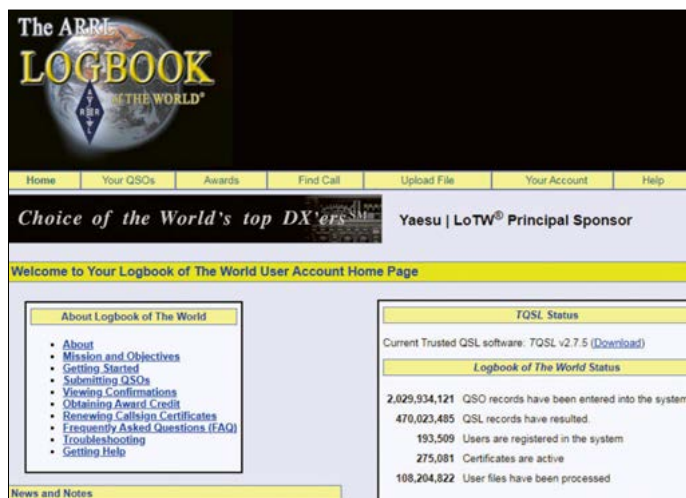 The ARRL
LOGBOOK
OF THE WORLD®
ARRL
Home Your QSOs Awards Find Call Upload File Your Account Help
Choice of the World's top DX'ers℠
Yaesu | LoTW® Principal Sponsor
Welcome to Your Logbook of The World User Account Home Page
About Logbook of The World
• About
• Mission and Objectives
• Getting Started
• Submitting QSOs
• Viewing Confirmations
• Obtaining Award Credit
• Renewing Callsign Certificates
• Frequently Asked Questions (FAQ)
• Troubleshooting
• Getting Help
News and Notes
TQSL Status
Current Trusted QSL software: TQSL v2.7.5 (Download)
Logbook of The World Status
2,029,934,121 QSO records have been entered into the system
470,023,485 QSL records have resulted.
193,509 Users are registered in the system
275,081 Certificates are active
108,204,822 User files have been processed